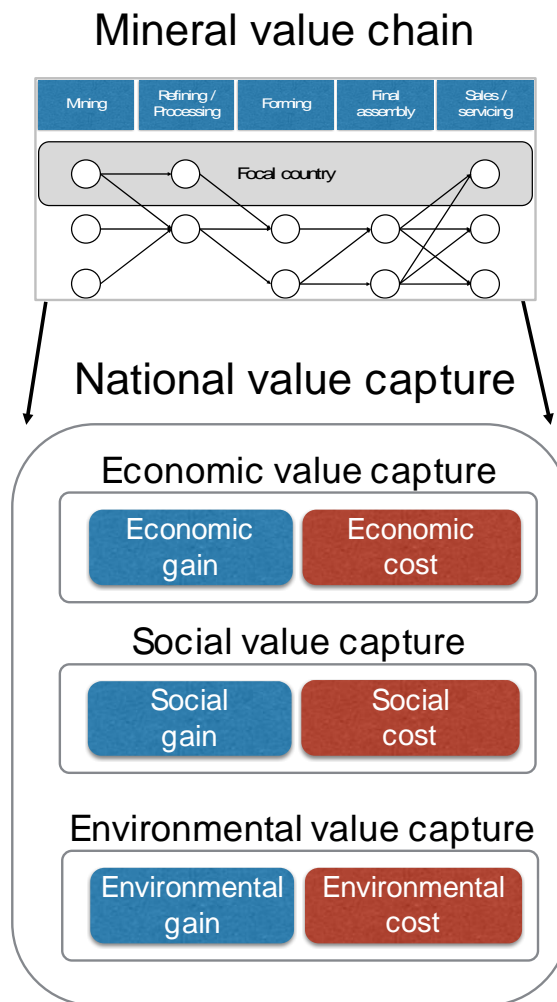 Mineral value chain
Mining
Refining /
Processing
Forming
Final
assembly
Sales /
servicing
Focal country
National value capture
Economic value capture
Economic
gain
Economic
cost
Social value capture
Social
gain
Social
cost
Environmental value capture
Environmental
gain
Environmental
cost